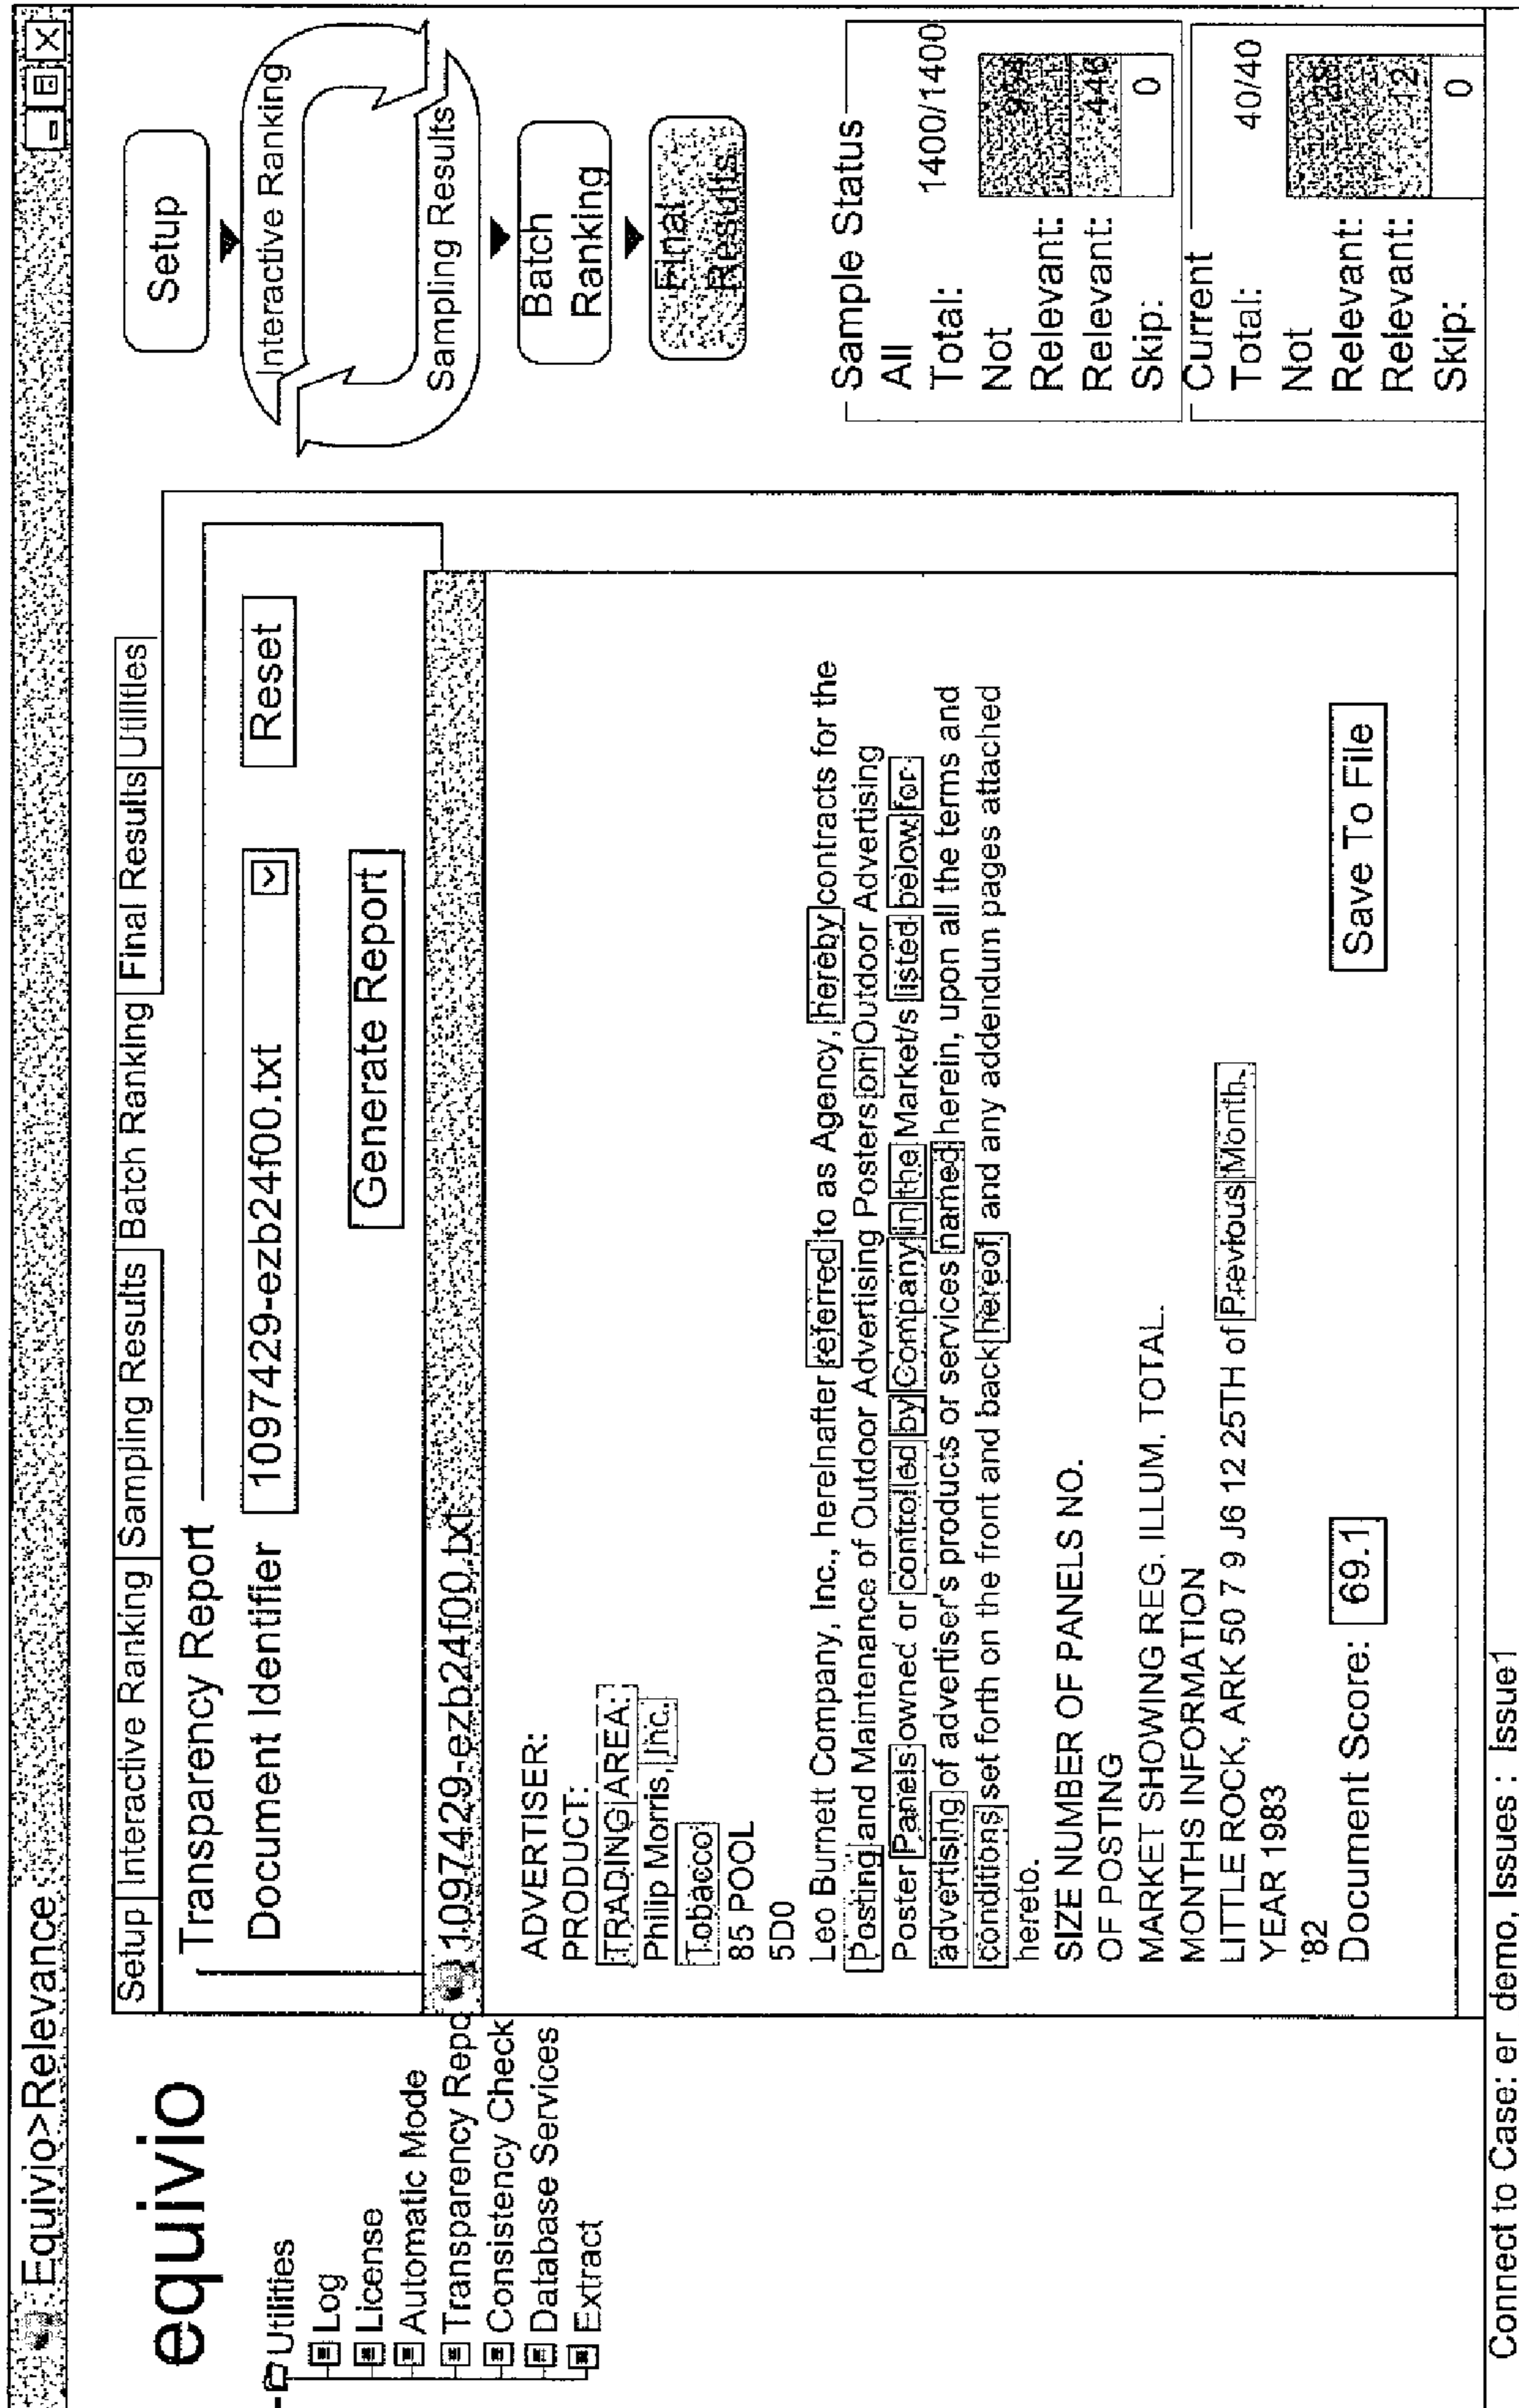 Equivio>Relevance
equivio
Utilities
Log
License
Automatic Mode
Transparency Repo
Consistency Check
Database Services
Extract
Setup Interactive Ranking Sampling Results Batch Ranking Final Results Utilities
Transparency Report
Document Identifier 1097429-ezb24f00.txt Reset
Generate Report
1097429-ezb24f00.txt
ADVERTISER:
PRODUCT:
TRADING AREA:
Philip Morris, Inc.
Tobacco
85 POOL
5D0
Leo Burnett Company, Inc., hereinafter referred to as Agency, hereby contracts for the
Posting and Maintenance of Outdoor Advertising Posters on Outdoor Advertising
Poster Panels owned or controlled by Company in the Market/s listed below for
advertising of advertiser's products or services named herein, upon all the terms and
conditions set forth on the front and back hereof and any addendum pages attached
hereto.
SIZE NUMBER OF PANELS NO.
OF POSTING
MARKET SHOWING REG. ILLUM. TOTAL.
MONTHS INFORMATION
LITTLE ROCK, ARK 50 7 9 J6 12 25TH of Previous Month.
YEAR 1983
'82
Document Score: 69.1 Save To File
Setup
Interactive Ranking
Sampling Results
Batch
Ranking
Final
Results
Sample Status
All
Total: 1400/1400
Not
Relevant: 954
Relevant: 446
Skip: 0
Current
Total: 40/40
Not
Relevant: 28
Relevant: 12
Skip: 0
Connect to Case: er demo, Issues : Issue1